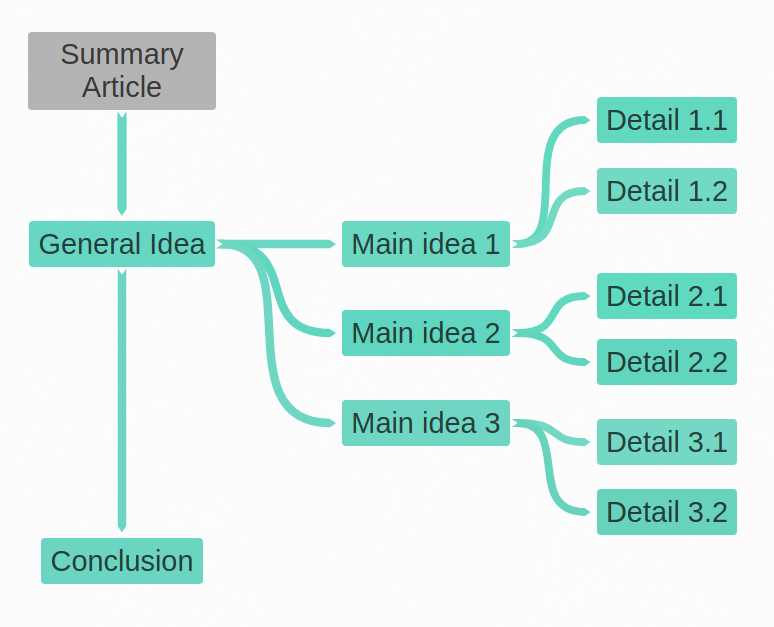 Summary
Article
General Idea
Main idea 1
Detail 1.1
Detail 1.2
Main idea 2
Detail 2.1
Detail 2.2
Main idea 3
Detail 3.1
Detail 3.2
Conclusion